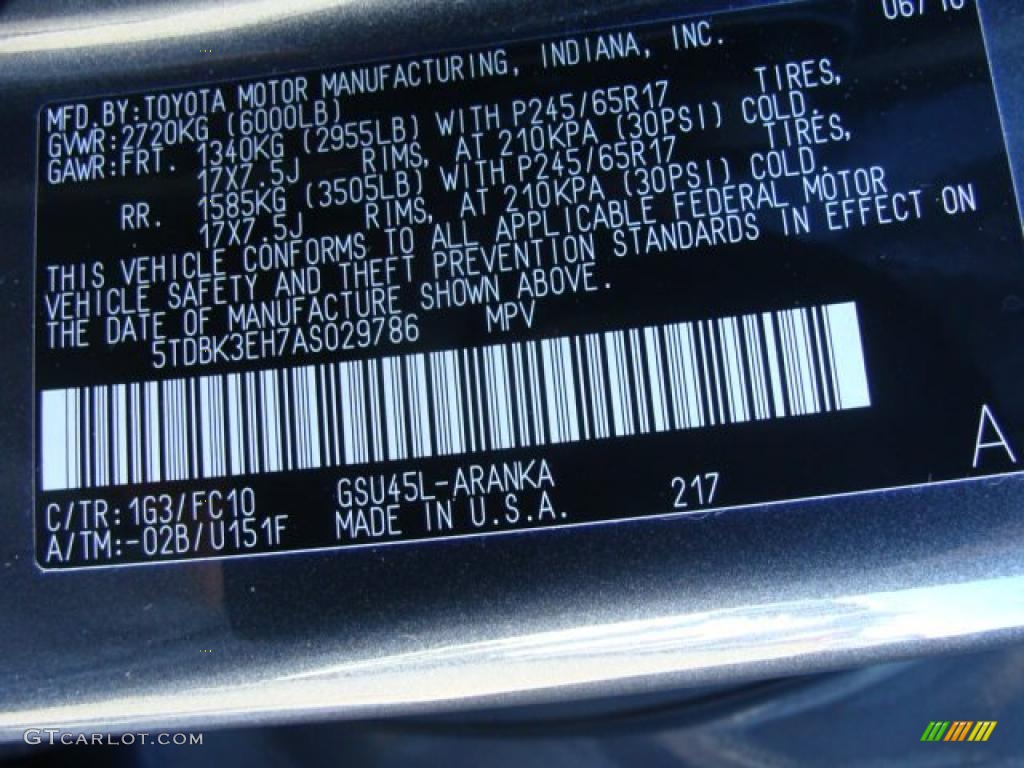 06/10
MFD.BY:TOYOTA MOTOR MANUFACTURING, INDIANA, INC.
GVWR:2720KG (6000LB)
GAWR:FRT. 1340KG (2955LB) WITH P245/65R17 TIRES,
17X7.5J RIMS, AT 210KPA (30PSI) COLD.
RR. 1585KG (3505LB) WITH P245/65R17 TIRES,
17X7.5J RIMS, AT 210KPA (30PSI) COLD.
THIS VEHICLE CONFORMS TO ALL APPLICABLE FEDERAL MOTOR
VEHICLE SAFETY AND THEFT PREVENTION STANDARDS IN EFFECT ON
THE DATE OF MANUFACTURE SHOWN ABOVE.
5TDBK3EH7AS029786 MPV
A
C/TR:1G3/FC10 GSU45L-ARANKA 217
A/TM:-02B/U151F MADE IN U.S.A.
GTCARLOT.COM